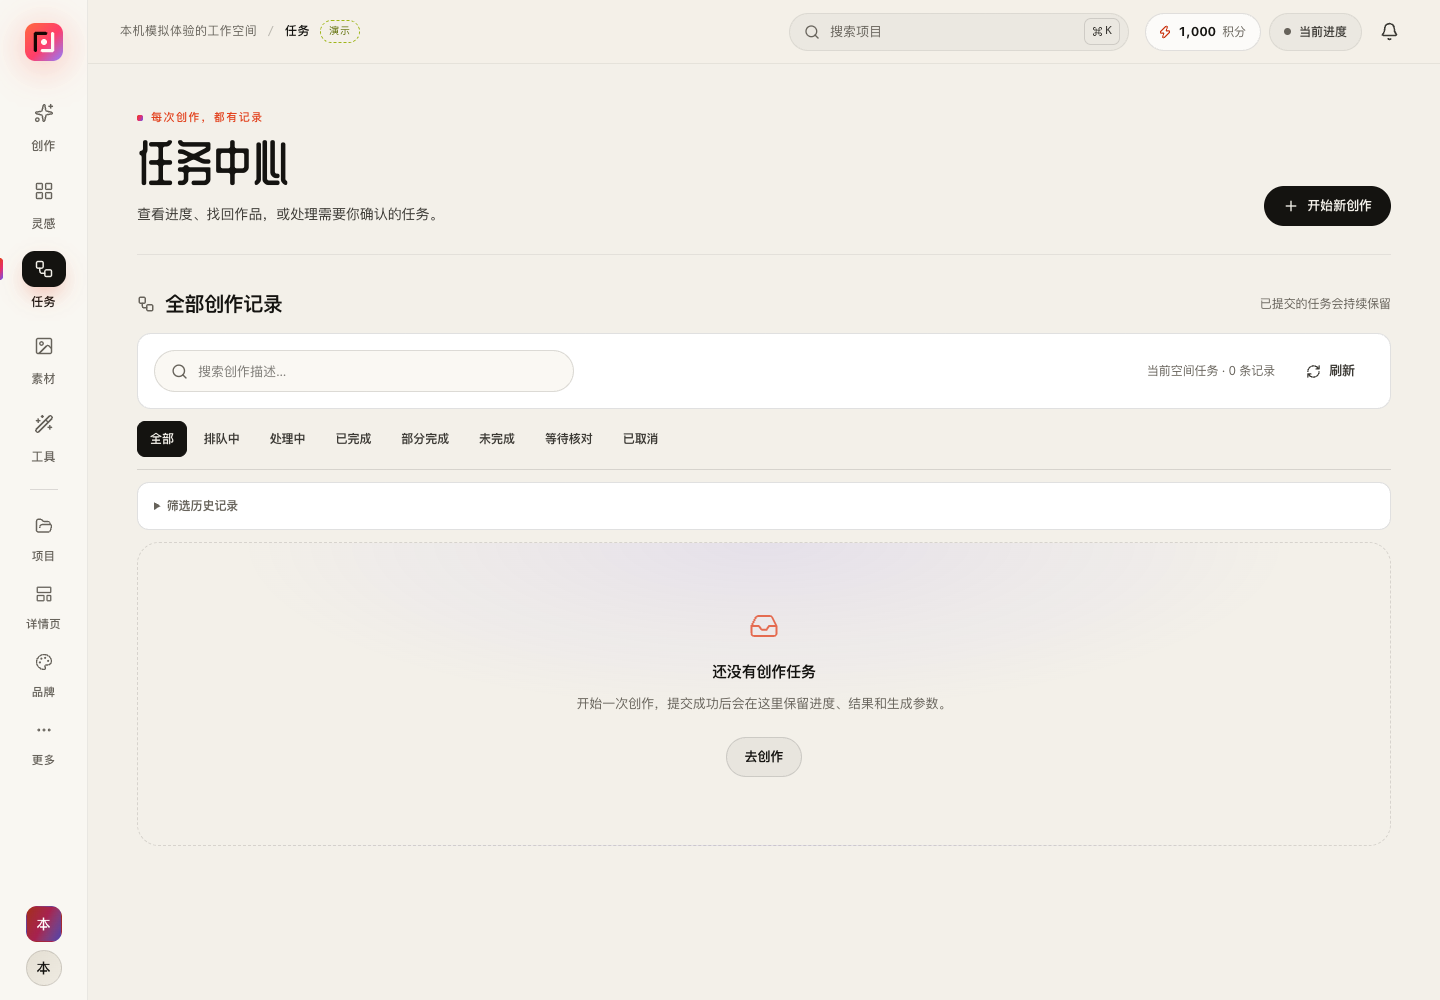 本机模拟体验的工作空间 / 任务 演示
搜索项目 ⌘K
1,000 积分
当前进度
创作
灵感
任务
素材
工具
项目
详情页
品牌
更多
本
本
每次创作，都有记录
任务中心
查看进度、找回作品，或处理需要你确认的任务。
开始新创作
全部创作记录
已提交的任务会持续保留
搜索创作描述...
当前空间任务 · 0 条记录
刷新
全部 排队中 处理中 已完成 部分完成 未完成 等待核对 已取消
筛选历史记录
还没有创作任务
开始一次创作，提交成功后会在这里保留进度、结果和生成参数。
去创作